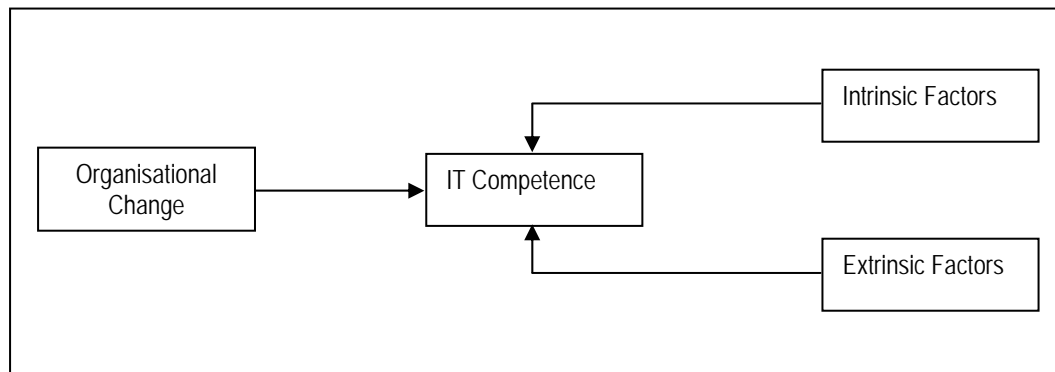 Intrinsic Factors
Organisational
Change
IT Competence
Extrinsic Factors